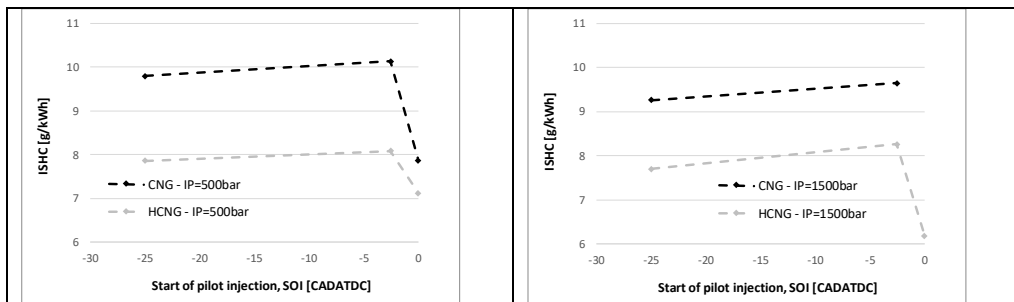 11
10
9
8
7
6
ISHC [g/kWh]
CNG - IP=500bar
HCNG - IP=500bar
-30 -25 -20 -15 -10 -5 0
Start of pilot injection, SOI [CADATDC]
11
10
9
8
7
6
ISHC [g/kWh]
CNG - IP=1500bar
HCNG - IP=1500bar
-30 -25 -20 -15 -10 -5 0
Start of pilot injection, SOI [CADATDC]